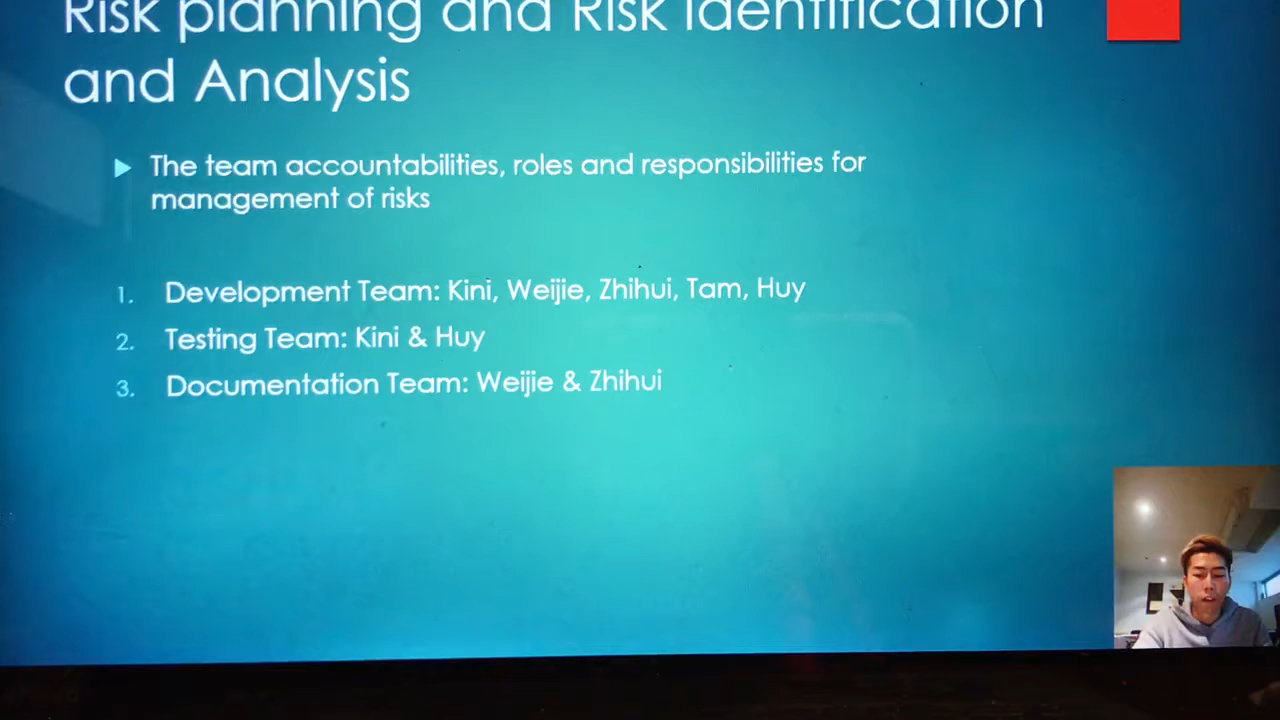 Risk planning and Risk Identification
and Analysis
The team accountabilities, roles and responsibilities for
management of risks
1. Development Team: Kini, Weijie, Zhihui, Tam, Huy
2. Testing Team: Kini & Huy
3. Documentation Team: Weijie & Zhihui